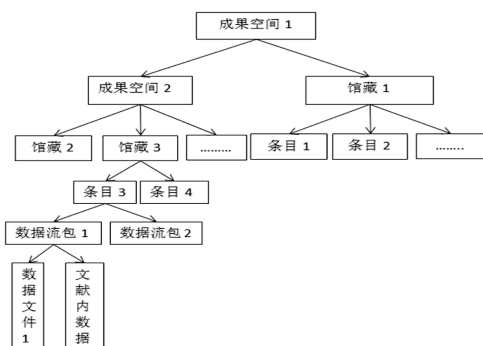 成果空间 1
成果空间 2
馆藏 1
馆藏 2
馆藏 3
………
条目 1
条目 2
……..
条目 3
条目 4
数据流包 1
数据流包 2
数据文件 1
文献内数据